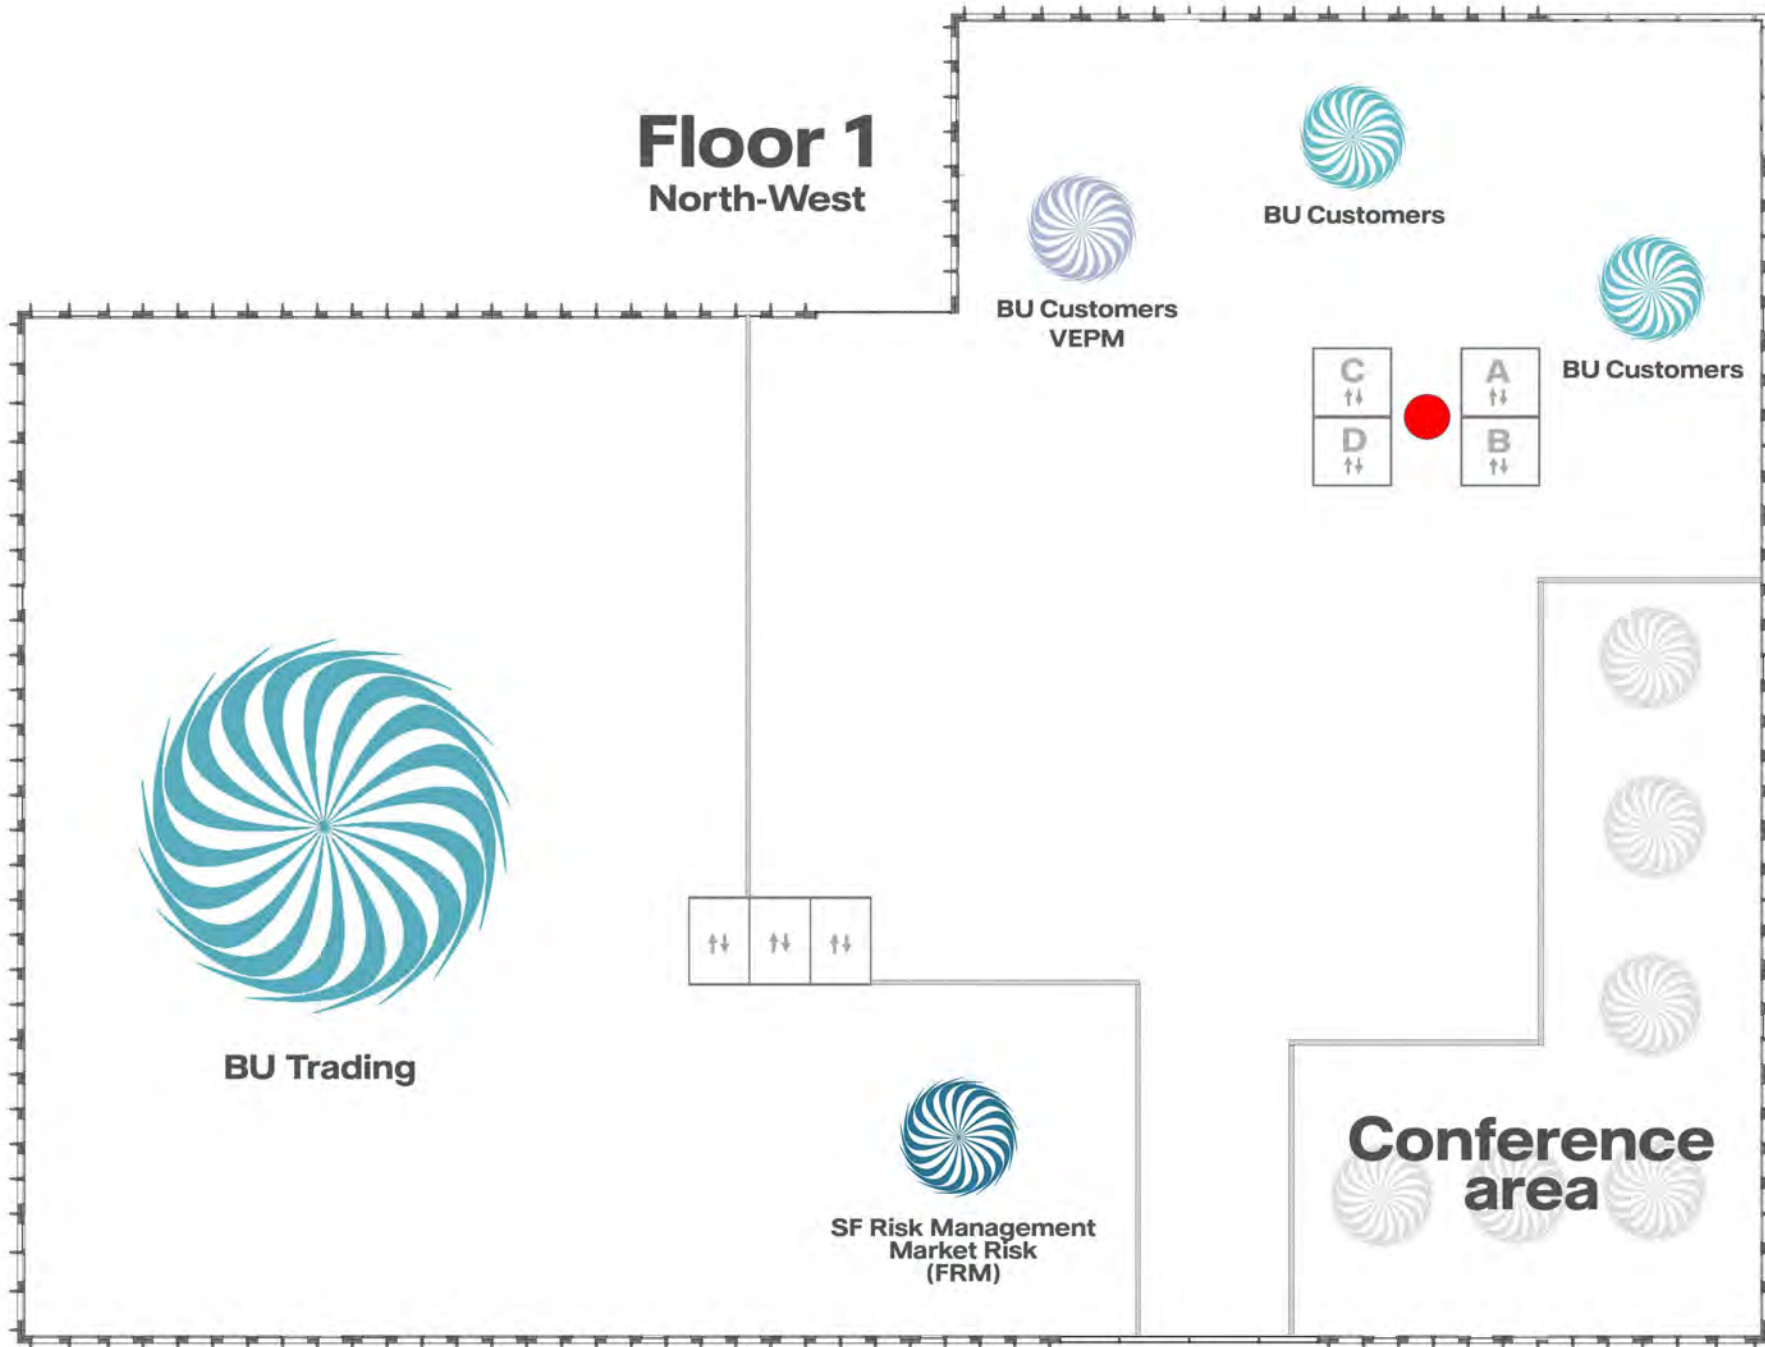 Floor 1
North-West
BU Customers
BU Customers
VEPM
BU Customers
C
A
D
B
BU Trading
SF Risk Management
Market Risk
(FRM)
Conference
area